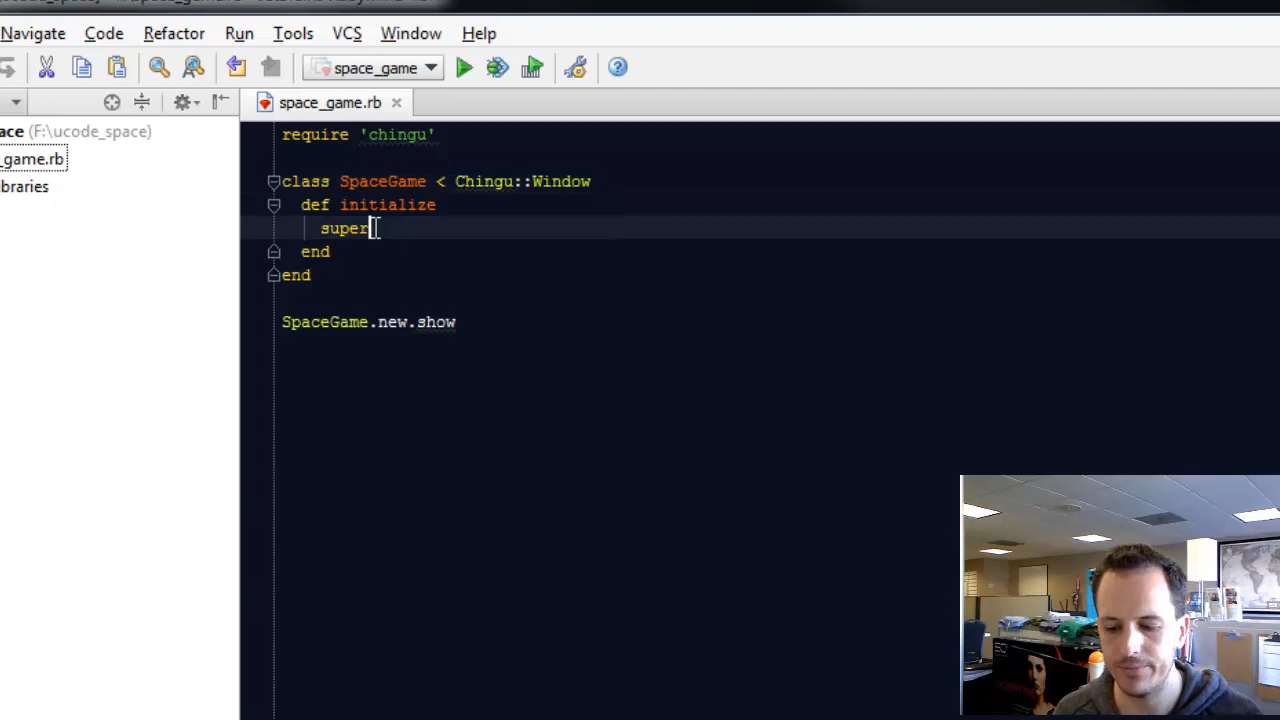 Navigate Code Refactor Run Tools VCS Window Help
space_game
space_game.rb
ace (F:\ucode_space)
_game.rb
ibraries
require 'chingu'
class SpaceGame < Chingu::Window
def initialize
super
end
end
SpaceGame.new.show